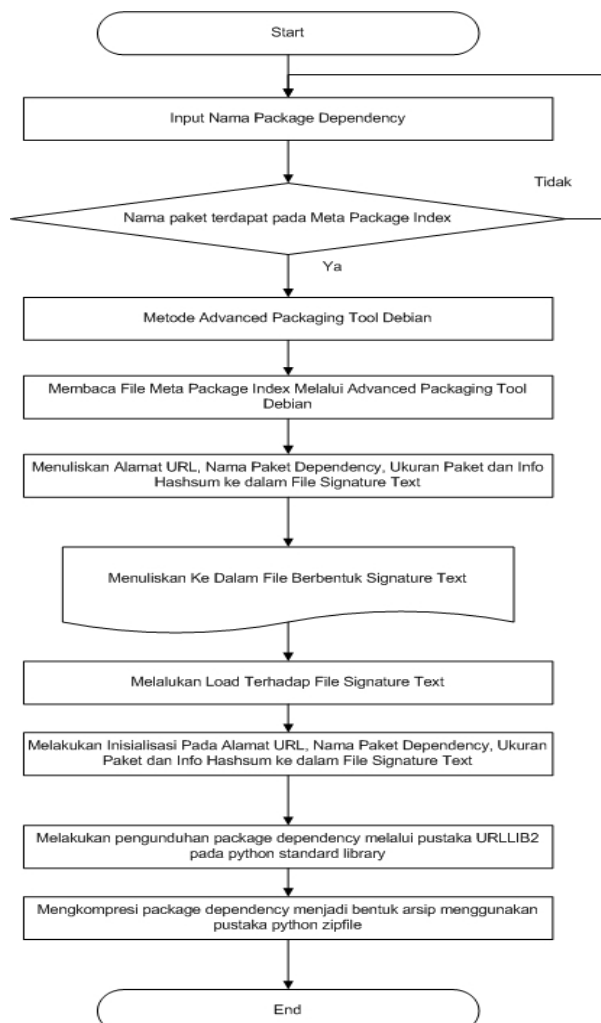 Start
Input Nama Package Dependency
Tidak
Nama paket terdapat pada Meta Package Index
Ya
Metode Advanced Packaging Tool Debian
Membaca File Meta Package Index Melalui Advanced Packaging Tool
Debian
Menuliskan Alamat URL, Nama Paket Dependency, Ukuran Paket dan Info
Hashsum ke dalam File Signature Text
Menuliskan Ke Dalam File Berbentuk Signature Text
Melalukan Load Terhadap File Signature Text
Melakukan Inisialisasi Pada Alamat URL, Nama Paket Dependency, Ukuran
Paket dan Info Hashsum ke dalam File Signature Text
Melakukan pengunduhan package dependency melalui pustaka URLLIB2
pada python standard library
Mengkompresi package dependency menjadi bentuk arsip menggunakan
pustaka python zipfile
End